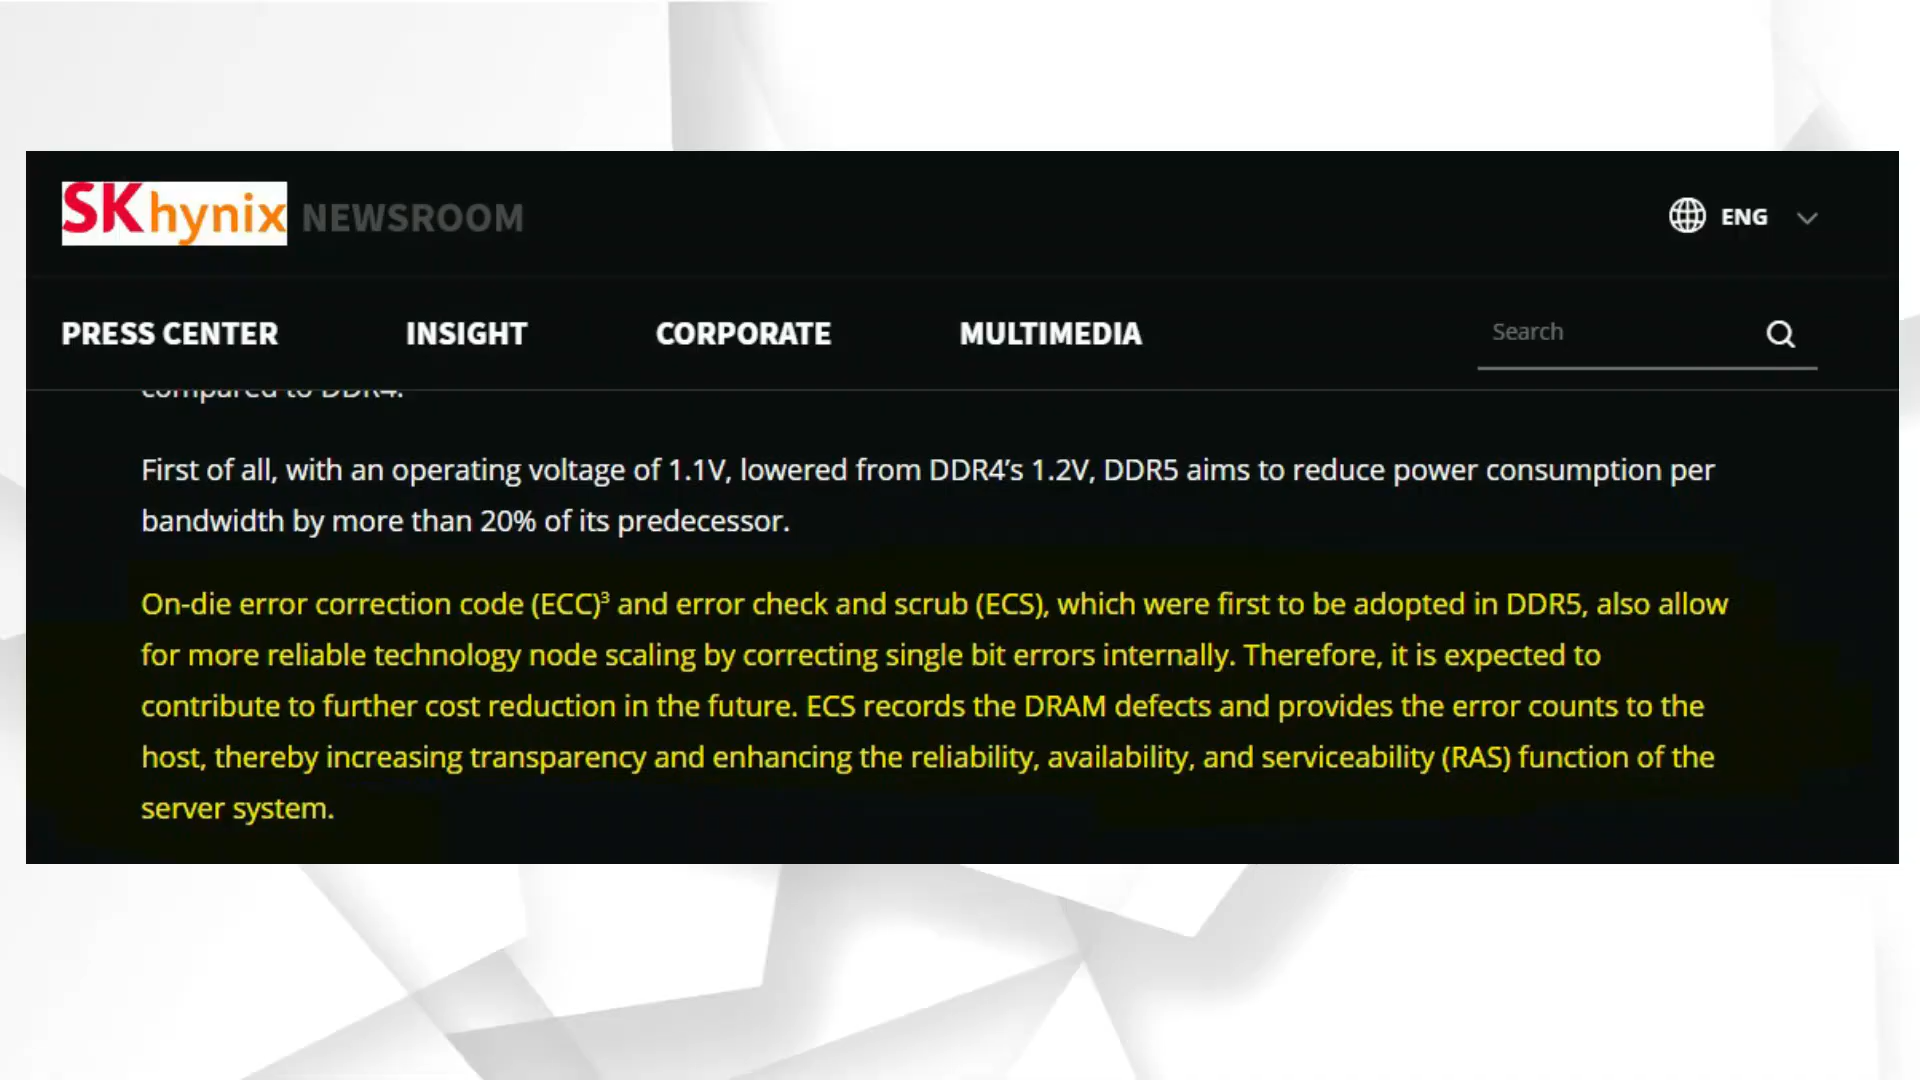 SK hynix NEWSROOM
ENG
PRESS CENTER INSIGHT CORPORATE MULTIMEDIA Search
compared to DDR4.
First of all, with an operating voltage of 1.1V, lowered from DDR4’s 1.2V, DDR5 aims to reduce power consumption per
bandwidth by more than 20% of its predecessor.
On-die error correction code (ECC)³ and error check and scrub (ECS), which were first to be adopted in DDR5, also allow
for more reliable technology node scaling by correcting single bit errors internally. Therefore, it is expected to
contribute to further cost reduction in the future. ECS records the DRAM defects and provides the error counts to the
host, thereby increasing transparency and enhancing the reliability, availability, and serviceability (RAS) function of the
server system.